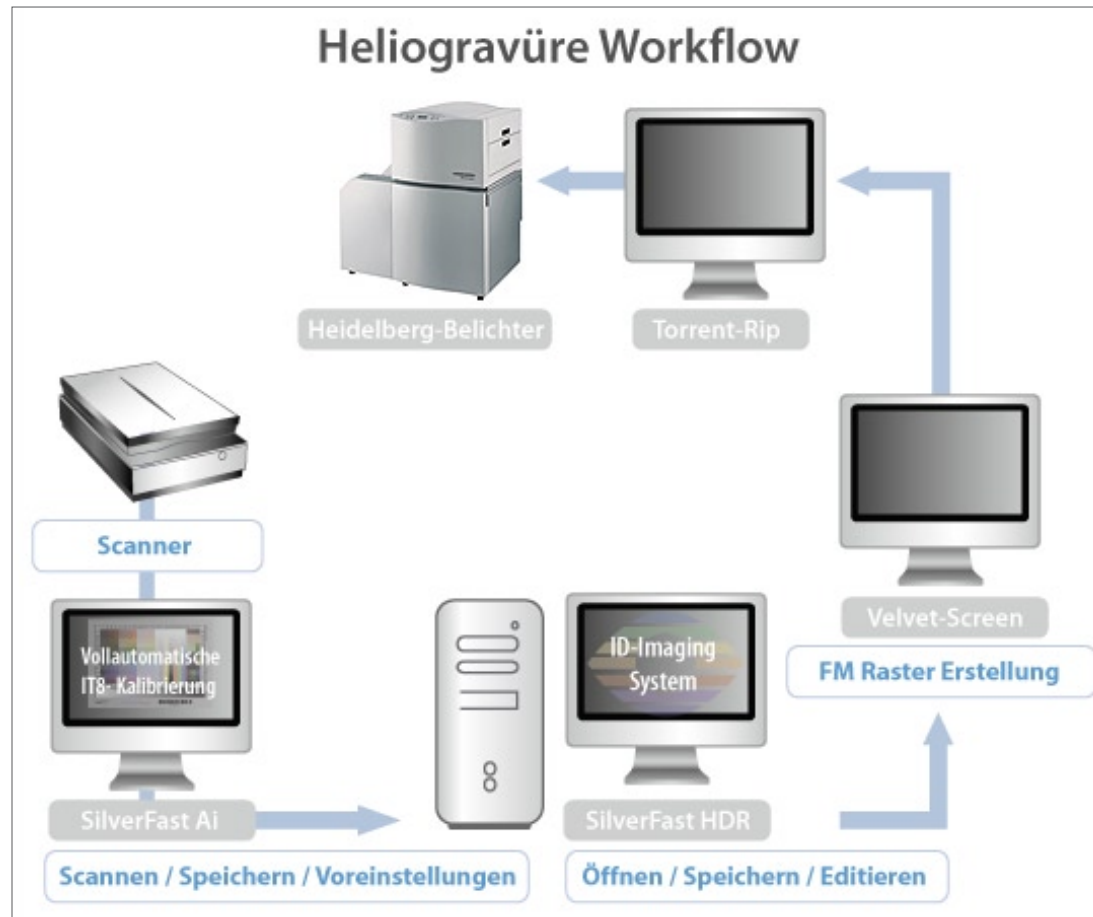 Heliogravüre Workflow
Heidelberg-Belichter
Torrent-Rip
Scanner
Vollautomatische
IT8- Kalibrierung
SilverFast Ai
Scannen / Speichern / Voreinstellungen
ID-Imaging
System
SilverFast HDR
Öffnen / Speichern / Editieren
Velvet-Screen
FM Raster Erstellung